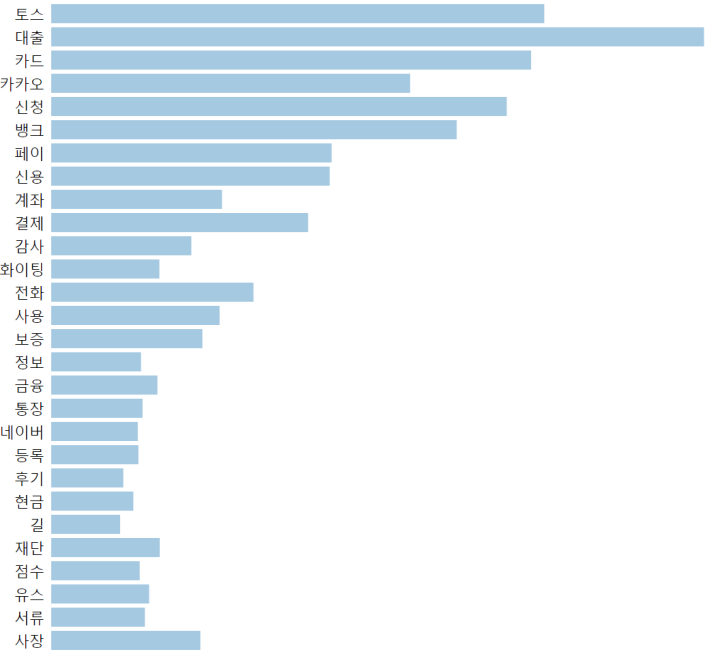 토스
대출
카드
카카오
신청
뱅크
페이
신용
계좌
결제
감사
화이팅
전화
사용
보증
정보
금융
통장
네이버
등록
후기
현금
길
재단
점수
유스
서류
사장